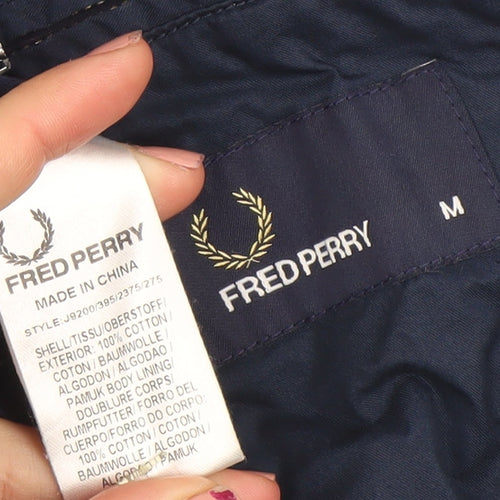 FRED PERRY
MADE IN CHINA
STYLE:J9200/395/2375/275
SHELL/TISSU/OBERSTOFF/
EXTERIOR: 100% COTTON/
COTON/BAUMWOLLE/
ALGODON/ALGODAO/
PAMUK BODY LINING/
DOUBLURE CORPS/
RUMPFUTTER/FORRO DEL
CUERPO/FORRO DO CORPO:
100% COTTON/COTON/
BAUMWOLLE/ALGODON/
ALGODAO/PAMUK
FRED PERRY
M